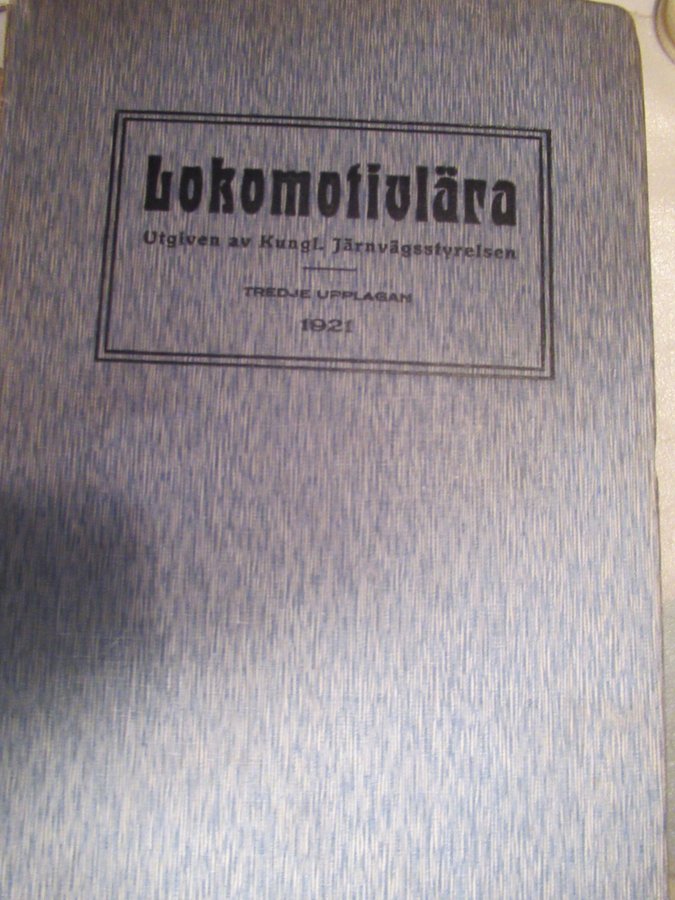 Lokomotivlära
Utgiven av Kungl. Järnvägsstyrelsen
TREDJE UPPLAGAN
1921